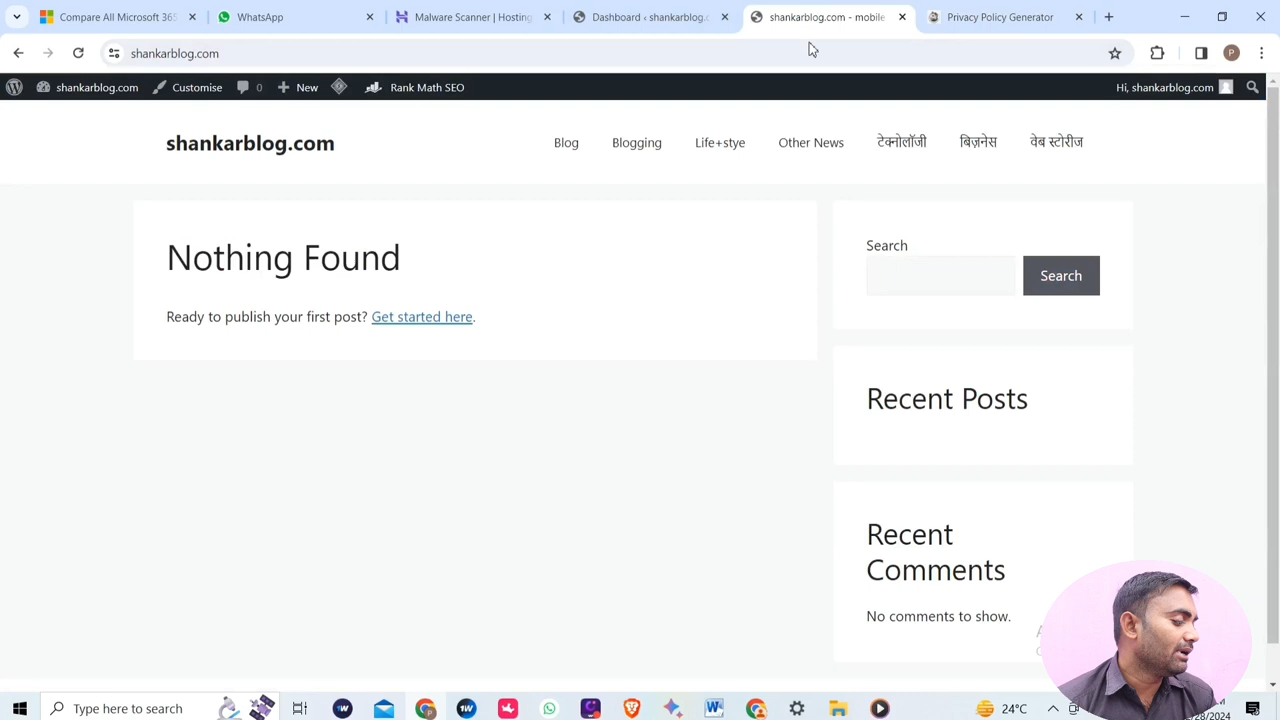 Compare All Microsoft 365
WhatsApp
Malware Scanner | Hosting
Dashboard ‹ shankarblog.c
shankarblog.com - mobile
Privacy Policy Generator
shankarblog.com
shankarblog.com
Customise
0
New
Rank Math SEO
Hi, shankarblog.com
shankarblog.com
Blog
Blogging
Life+stye
Other News
टेक्नोलॉजी
बिज़नेस
वेब स्टोरीज
Nothing Found
Ready to publish your first post? Get started here.
Search
Search
Recent Posts
Recent
Comments
No comments to show.
Type here to search
24°C